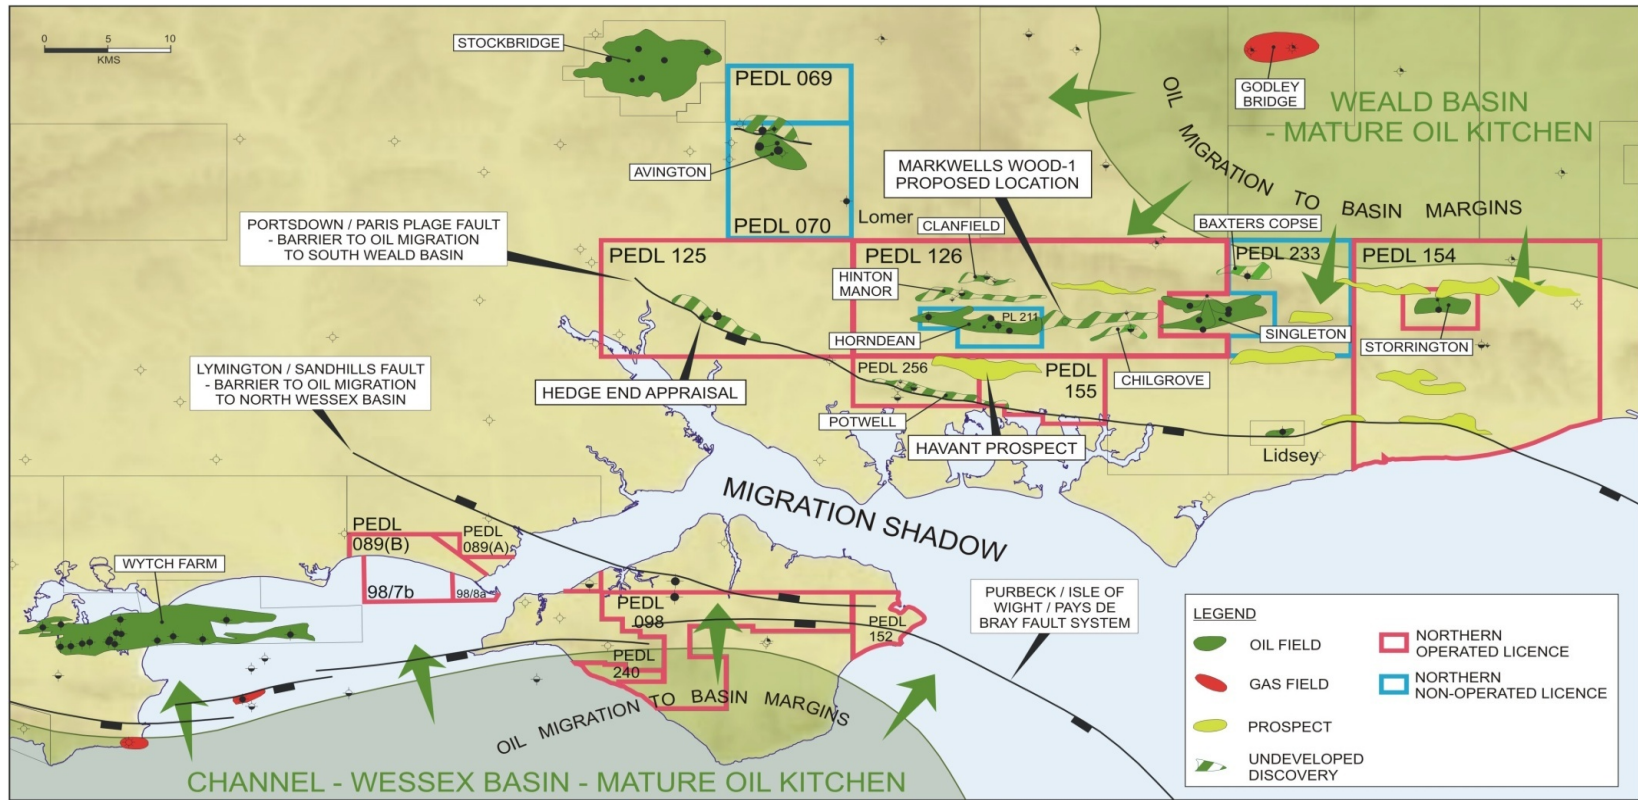 0 5 10
KMS
STOCKBRIDGE
PEDL 069
AVINGTON
PEDL 070
GODLEY
BRIDGE
WEALD BASIN
- MATURE OIL KITCHEN
OIL MIGRATION TO BASIN MARGINS
MARKWELLS WOOD-1
PROPOSED LOCATION
Lomer
CLANFIELD
BAXTERS COPSE
PORTSDOWN / PARIS PLAGE FAULT
- BARRIER TO OIL MIGRATION
TO SOUTH WEALD BASIN
PEDL 125
PEDL 126
PEDL 233
PEDL 154
HINTON
MANOR
PL 211
HORNDEAN
SINGLETON
STORRINGTON
LYMINGTON / SANDHILLS FAULT
- BARRIER TO OIL MIGRATION
TO NORTH WESSEX BASIN
HEDGE END APPRAISAL
PEDL 256
PEDL
155
CHILGROVE
POTWELL
HAVANT PROSPECT
Lidsey
MIGRATION SHADOW
PEDL
089(B)
PEDL
089(A)
WYTCH FARM
98/7b
98/8a
PEDL
098
PEDL
152
PEDL
240
PURBECK / ISLE OF
WIGHT / PAYS DE
BRAY FAULT SYSTEM
OIL MIGRATION TO BASIN MARGINS
CHANNEL - WESSEX BASIN - MATURE OIL KITCHEN
LEGEND
OIL FIELD
GAS FIELD
PROSPECT
UNDEVELOPED
DISCOVERY
NORTHERN
OPERATED LICENCE
NORTHERN
NON-OPERATED LICENCE